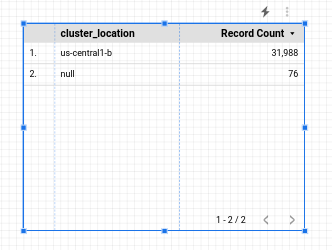 cluster_location Record Count
1. us-central1-b 31,988
2. null 76
1 - 2 / 2